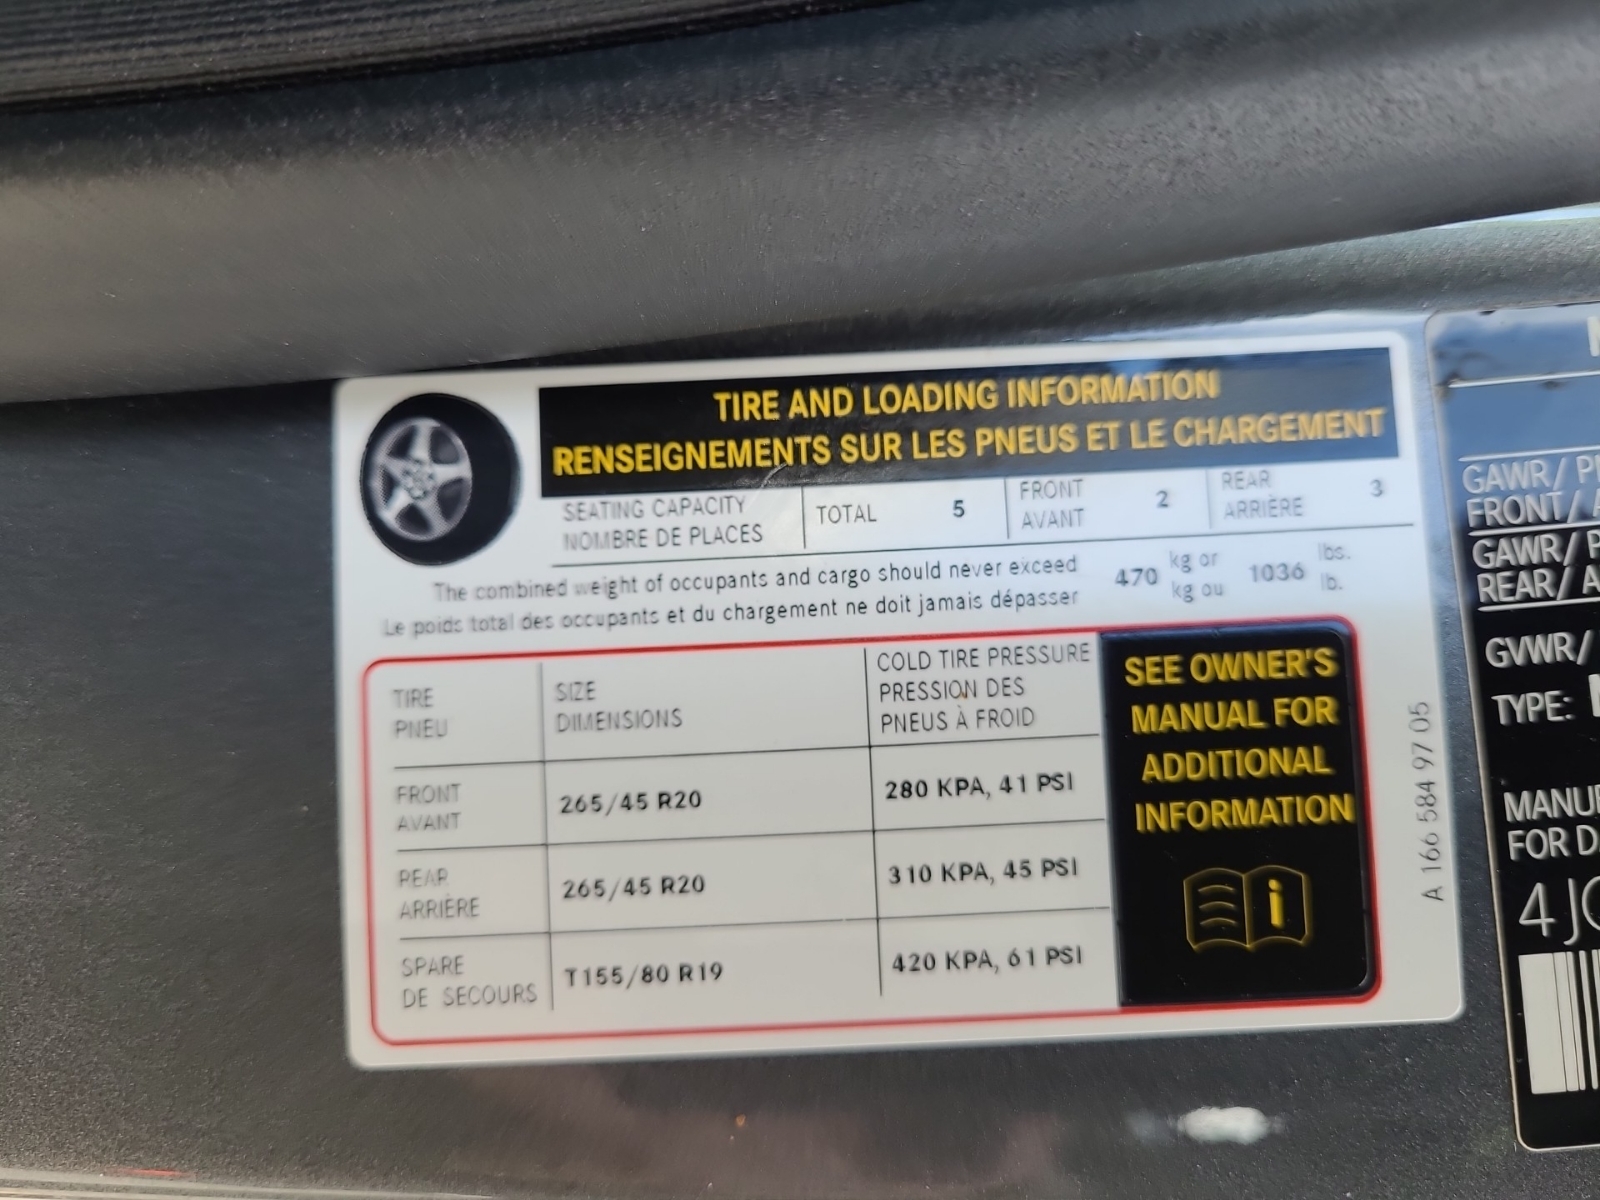 TIRE AND LOADING INFORMATION
RENSEIGNEMENTS SUR LES PNEUS ET LE CHARGEMENT
SEATING CAPACITY
NOMBRE DE PLACES
TOTAL 5
FRONT
AVANT
2
REAR
ARRIÈRE
3
The combined weight of occupants and cargo should never exceed
Le poids total des occupants et du chargement ne doit jamais dépasser
470
kg or
kg ou
1036
lbs.
lb.
TIRE
PNEU
SIZE
DIMENSIONS
COLD TIRE PRESSURE
PRESSION DES
PNEUS À FROID
FRONT
AVANT
265/45 R20
280 KPA, 41 PSI
REAR
ARRIÈRE
265/45 R20
310 KPA, 45 PSI
SPARE
DE SECOURS
T155/80 R19
420 KPA, 61 PSI
SEE OWNER'S
MANUAL FOR
ADDITIONAL
INFORMATION
i
A 166 584 97 05
GAWR/
FRONT/
GAWR/
REAR/
GVWR/
TYPE:
FOR
4JG